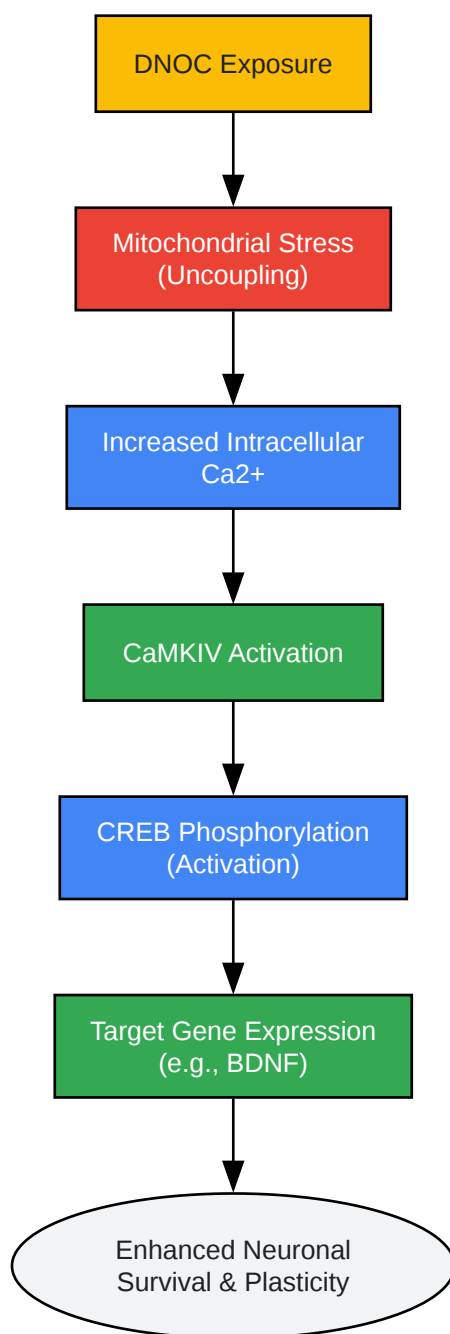 DNOC Exposure
Mitochondrial Stress
(Uncoupling)
Increased Intracellular
Ca2+
CaMKIV Activation
CREB Phosphorylation
(Activation)
Target Gene Expression
(e.g., BDNF)
Enhanced Neuronal
Survival & Plasticity